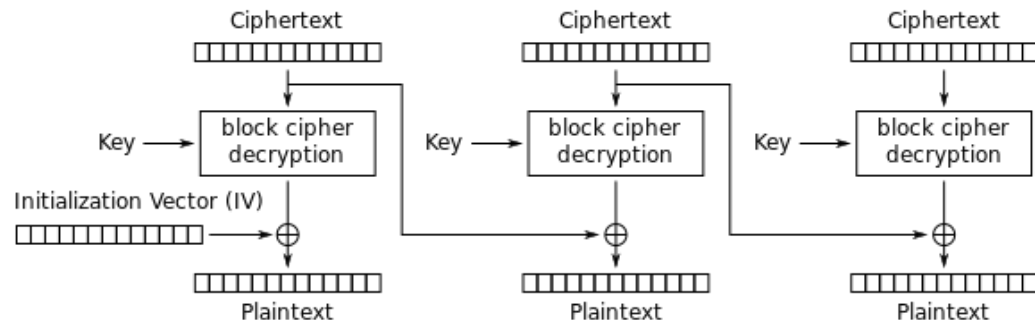 Ciphertext
Ciphertext
Ciphertext
Key
block cipher
decryption
Key
block cipher
decryption
Key
block cipher
decryption
Initialization Vector (IV)
Plaintext
Plaintext
Plaintext